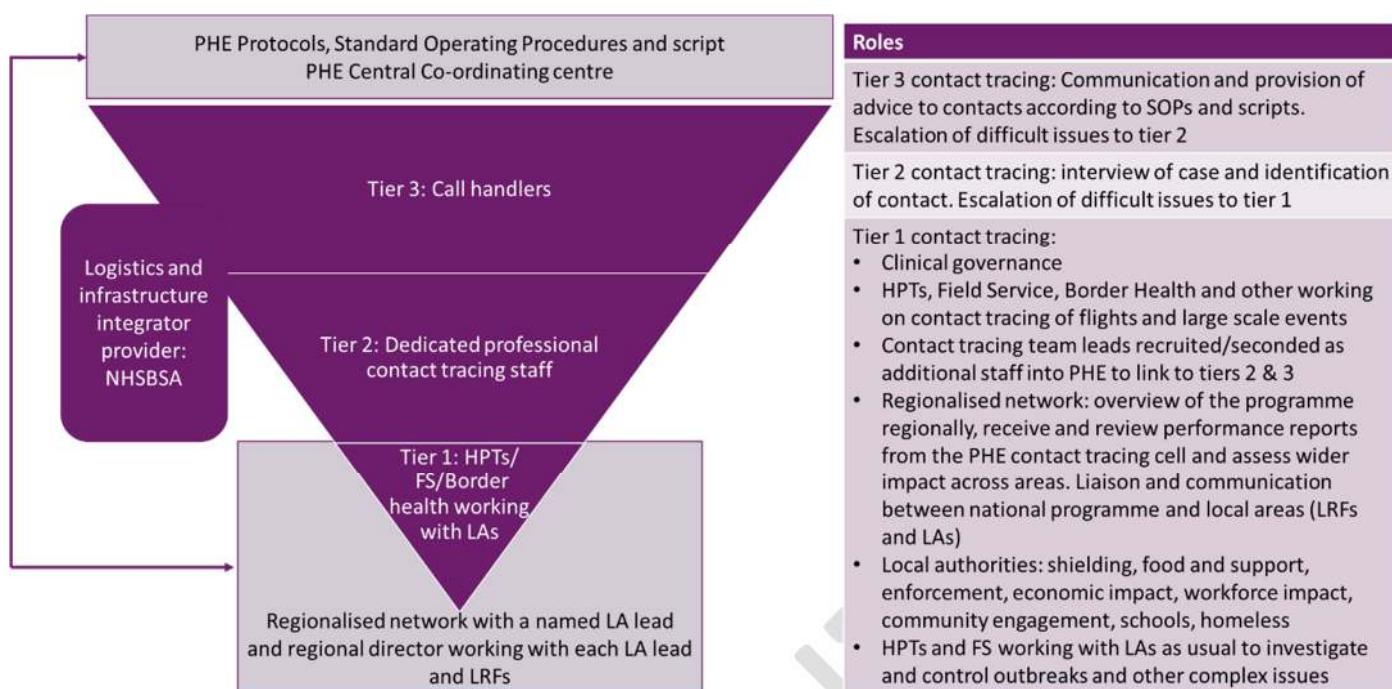 PHE Protocols, Standard Operating Procedures and script
PHE Central Co-ordinating centre
Tier 3: Call handlers
Logistics and
infrastructure
integrator
provider:
NHSBSA
Tier 2: Dedicated professional
contact tracing staff
Tier 1: HPTs/
FS/Border
health working
with LAs
Regionalised network with a named LA lead
and regional director working with each LA lead
and LRFs
Roles
Tier 3 contact tracing: Communication and provision of
advice to contacts according to SOPs and scripts.
Escalation of difficult issues to tier 2
Tier 2 contact tracing: interview of case and identification
of contact. Escalation of difficult issues to tier 1
Tier 1 contact tracing:
• Clinical governance
• HPTs, Field Service, Border Health and other working
on contact tracing of flights and large scale events
• Contact tracing team leads recruited/seconded as
additional staff into PHE to link to tiers 2 & 3
• Regionalised network: overview of the programme
regionally, receive and review performance reports
from the PHE contact tracing cell and assess wider
impact across areas. Liaison and communication
between national programme and local areas (LRFs
and LAs)
• Local authorities: shielding, food and support,
enforcement, economic impact, workforce impact,
community engagement, schools, homeless
• HPTs and FS working with LAs as usual to investigate
and control outbreaks and other complex issues